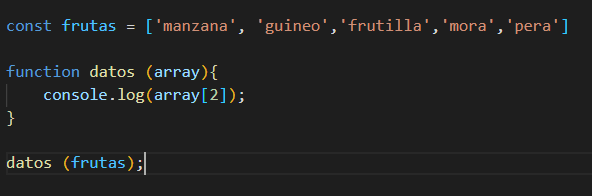 const frutas = ['manzana', 'guineo','frutilla','mora','pera']
function datos (array){
    console.log(array[2]);
}
datos (frutas);